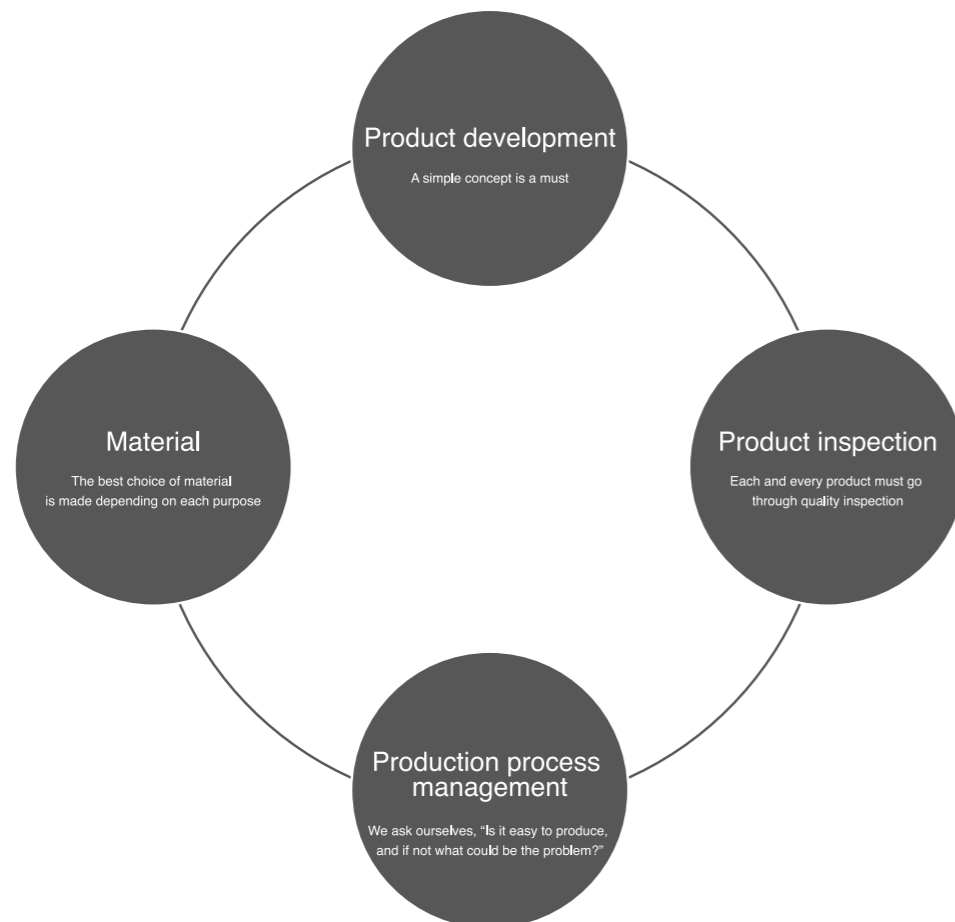 Product development
A simple concept is a must
Material
The best choice of material
is made depending on each purpose
Product inspection
Each and every product must go
through quality inspection
Production process
management
We ask ourselves, “Is it easy to produce,
and if not what could be the problem?”